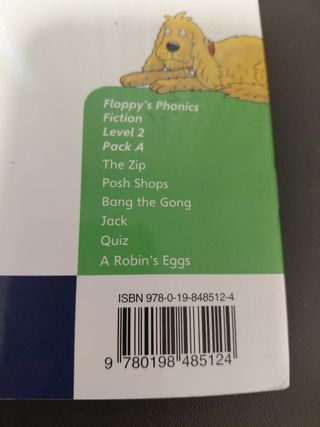 Floppy's Phonics
Fiction
Level 2
Pack A
The Zip
Posh Shops
Bang the Gong
Jack
Quiz
A Robin's Eggs
ISBN 978-0-19-848512-4
9 780198 485124